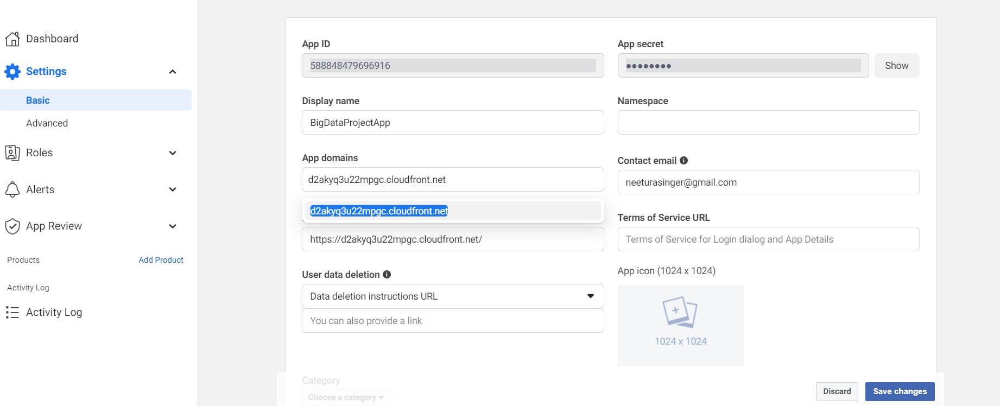 Dashboard
Settings
Basic
Advanced
Roles
Alerts
App Review
Products
Add Product
Activity Log
Activity Log
App ID
588848479696916
App secret
••••••••
Show
Display name
BigDataProjectApp
Namespace
App domains
d2akyq3u22mpgc.cloudfront.net
Contact email
neeturasinger@gmail.com
d2akyq3u22mpgc.cloudfront.net
https://d2akyq3u22mpgc.cloudfront.net/
Terms of Service URL
Terms of Service for Login dialog and App Details
User data deletion
Data deletion instructions URL
You can also provide a link
App icon (1024 x 1024)
1024 x 1024
Category
Choose a category
Discard
Save changes